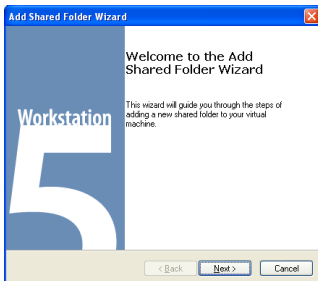 Add Shared Folder Wizard
Welcome to the Add
Shared Folder Wizard
This wizard will guide you through the steps of
adding a new shared folder to your virtual
machine.
Workstation
5
< Back
Next >
Cancel